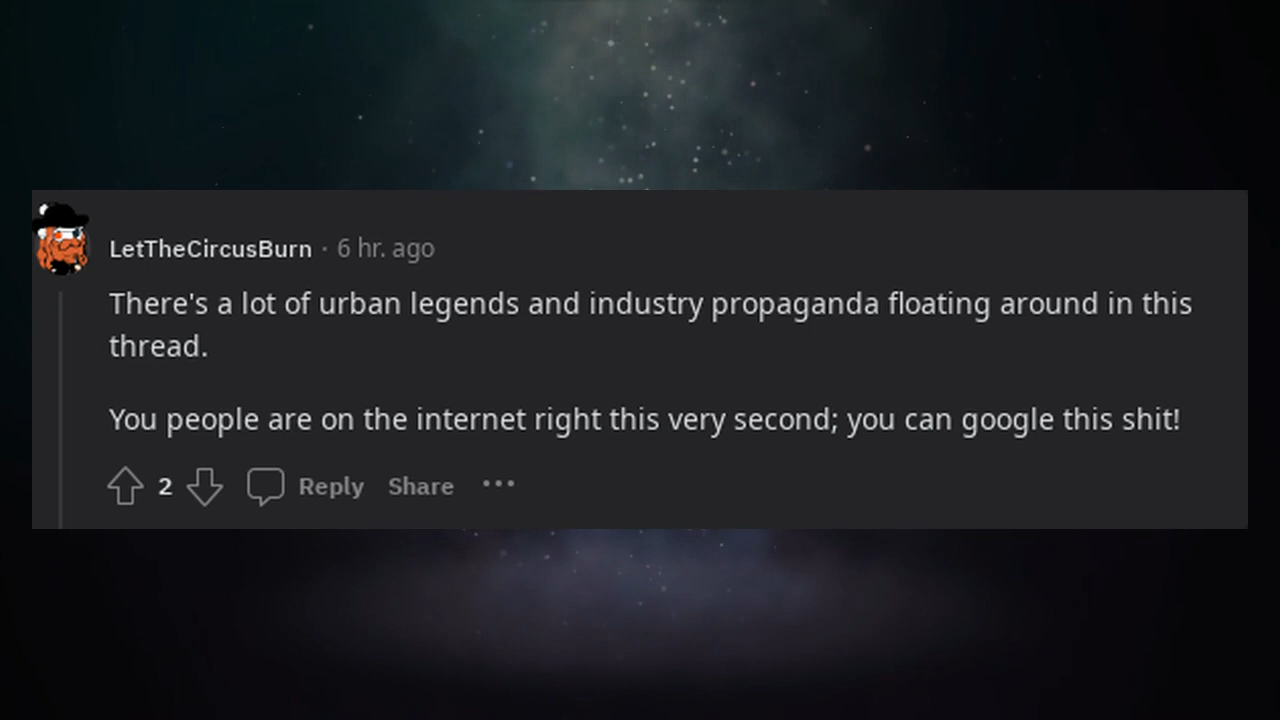 LetTheCircusBurn · 6 hr. ago
There's a lot of urban legends and industry propaganda floating around in this
thread.
You people are on the internet right this very second; you can google this shit!
2 Reply Share ···